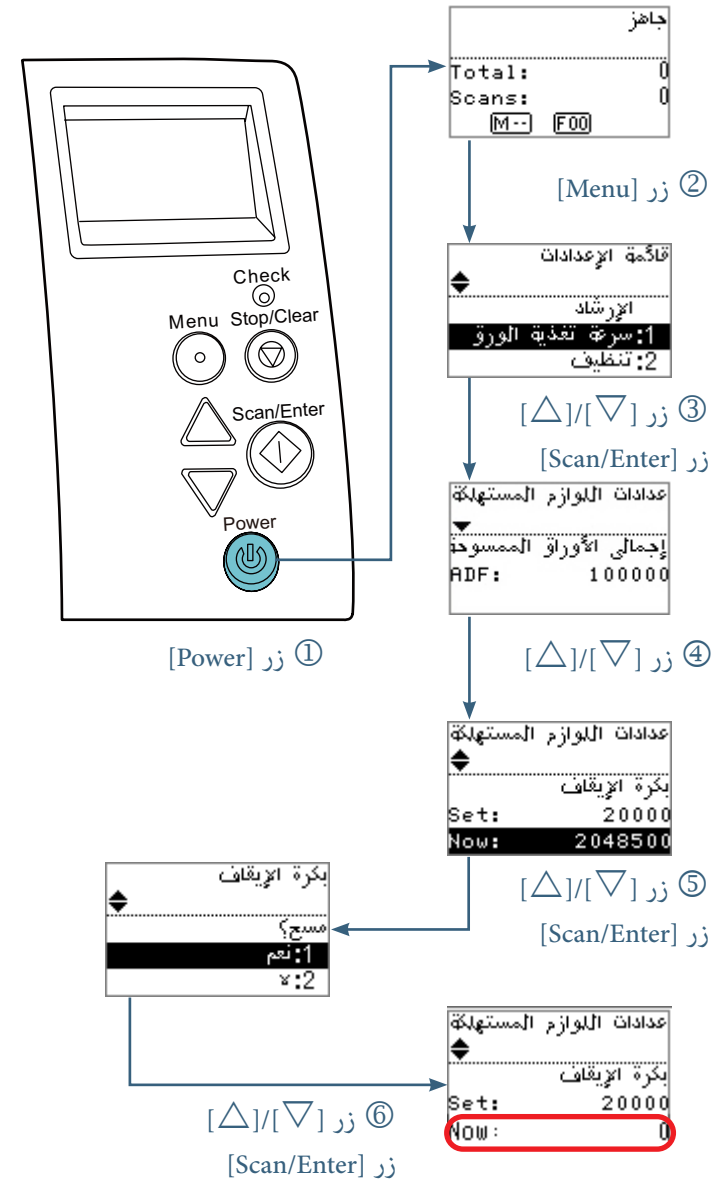 Check
Menu
Stop/Clear
Scan/Enter
Power
① زر [Power]
جاهز
Total: 0
Scans: 0
M-- F00
② زر [Menu]
قائمة الإعدادات
الإرشاد
1:سرعة تغذية الورق
2:تنظيف
③ زر [▽]/[△]
زر [Scan/Enter]
عدادات اللوازم المستهلكة
إجمالي الأوراق الممسوحة
ADF: 100000
④ زر [▽]/[△]
عدادات اللوازم المستهلكة
بكرة الإيقاف
Set: 20000
Now: 2048500
⑤ زر [▽]/[△]
زر [Scan/Enter]
بكرة الإيقاف
مسح؟
1:نعم
2:لا
⑥ زر [▽]/[△]
زر [Scan/Enter]
عدادات اللوازم المستهلكة
بكرة الإيقاف
Set: 20000
Now: 0